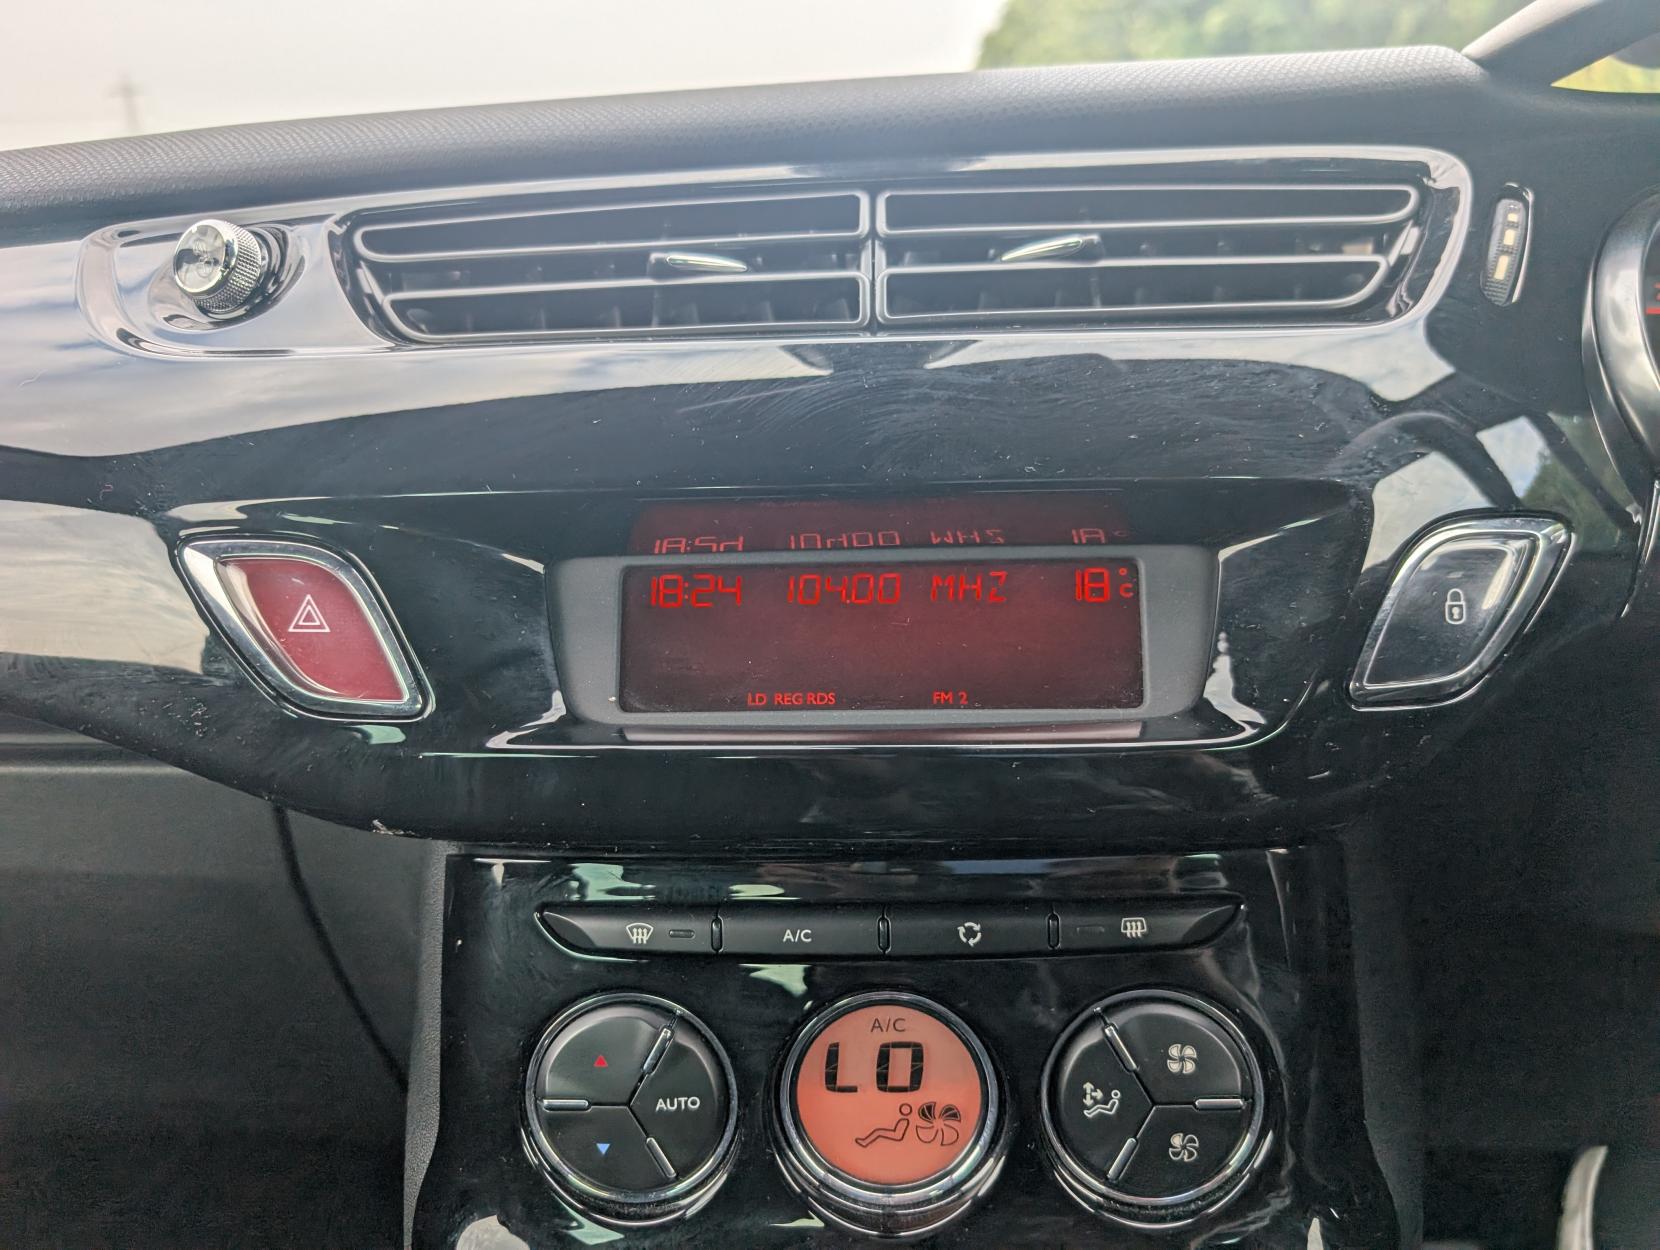 18:24 104.00 MHZ 18°C
LD REG RDS FM 2
A/C
A/C
LO
AUTO